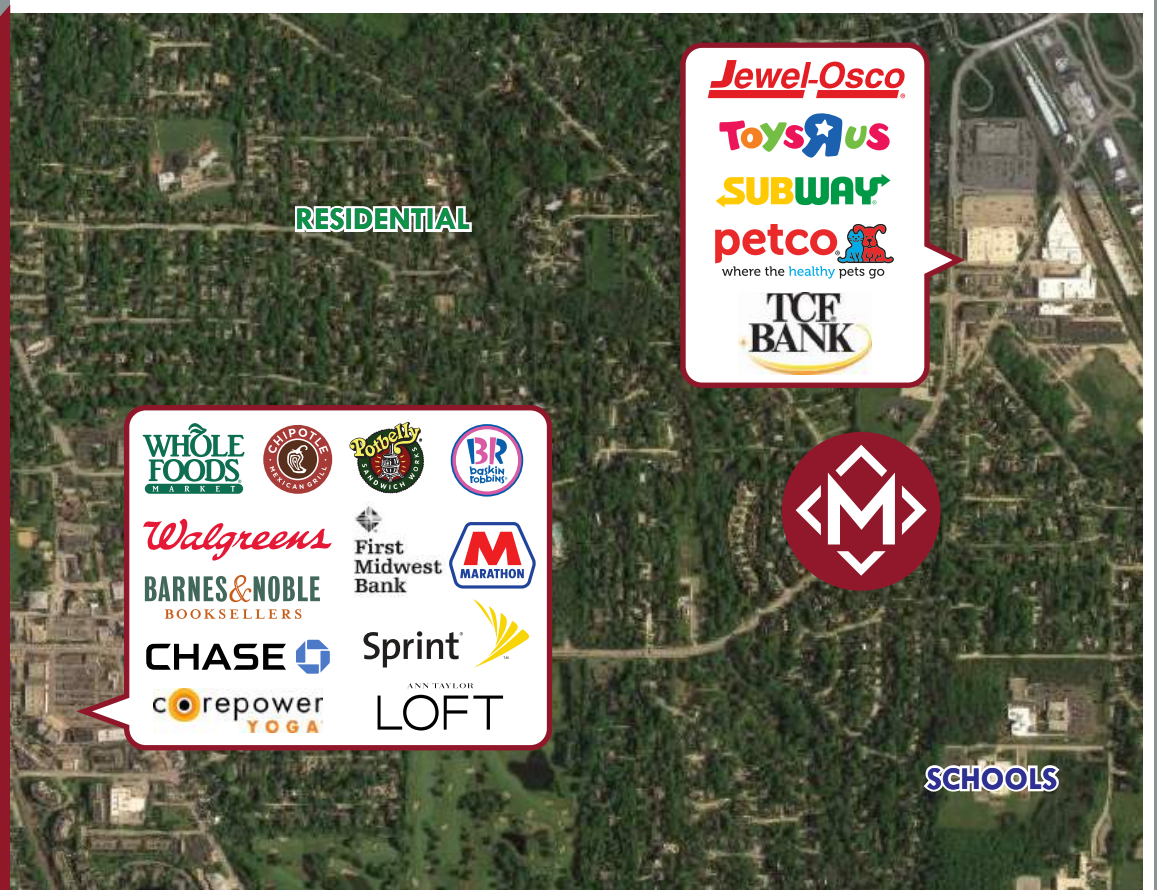 Jewel-Osco
Toys R us
SUBWAY
RESIDENTIAL
petco
where the healthy pets go
TCF
BANK
WHOLE
FOODS
MARKET
CHIPOTLE
MEXICAN GRILL
Potbelly
SANDWICH WORKS
BR
baskin
robbins
Walgreens
First
Midwest
Bank
M
MARATHON
BARNES&NOBLE
BOOKSELLERS
CHASE
Sprint
corepower
YOGA
ANN TAYLOR
LOFT
M
SCHOOLS